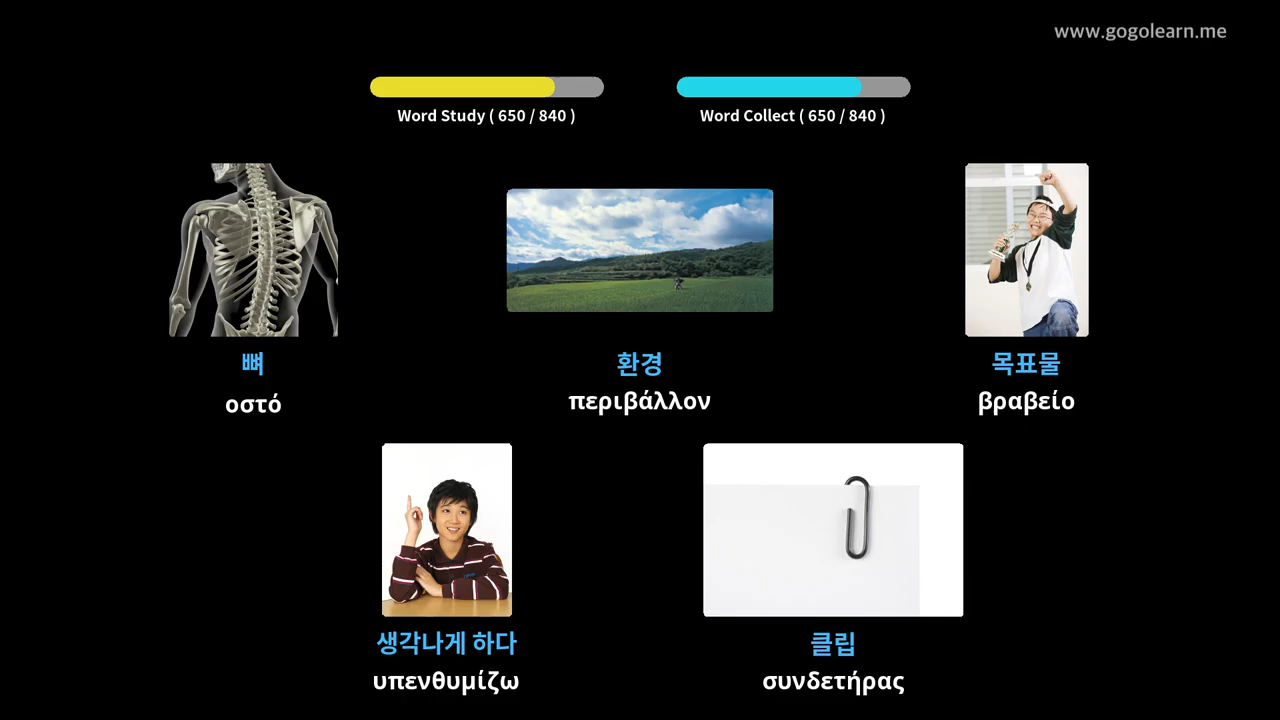 www.gogolearn.me
Word Study ( 650 / 840 )
Word Collect ( 650 / 840 )
뼈
οστό
환경
περιβάλλον
목표물
βραβείο
생각나게 하다
υπενθυμίζω
클립
συνδετήρας